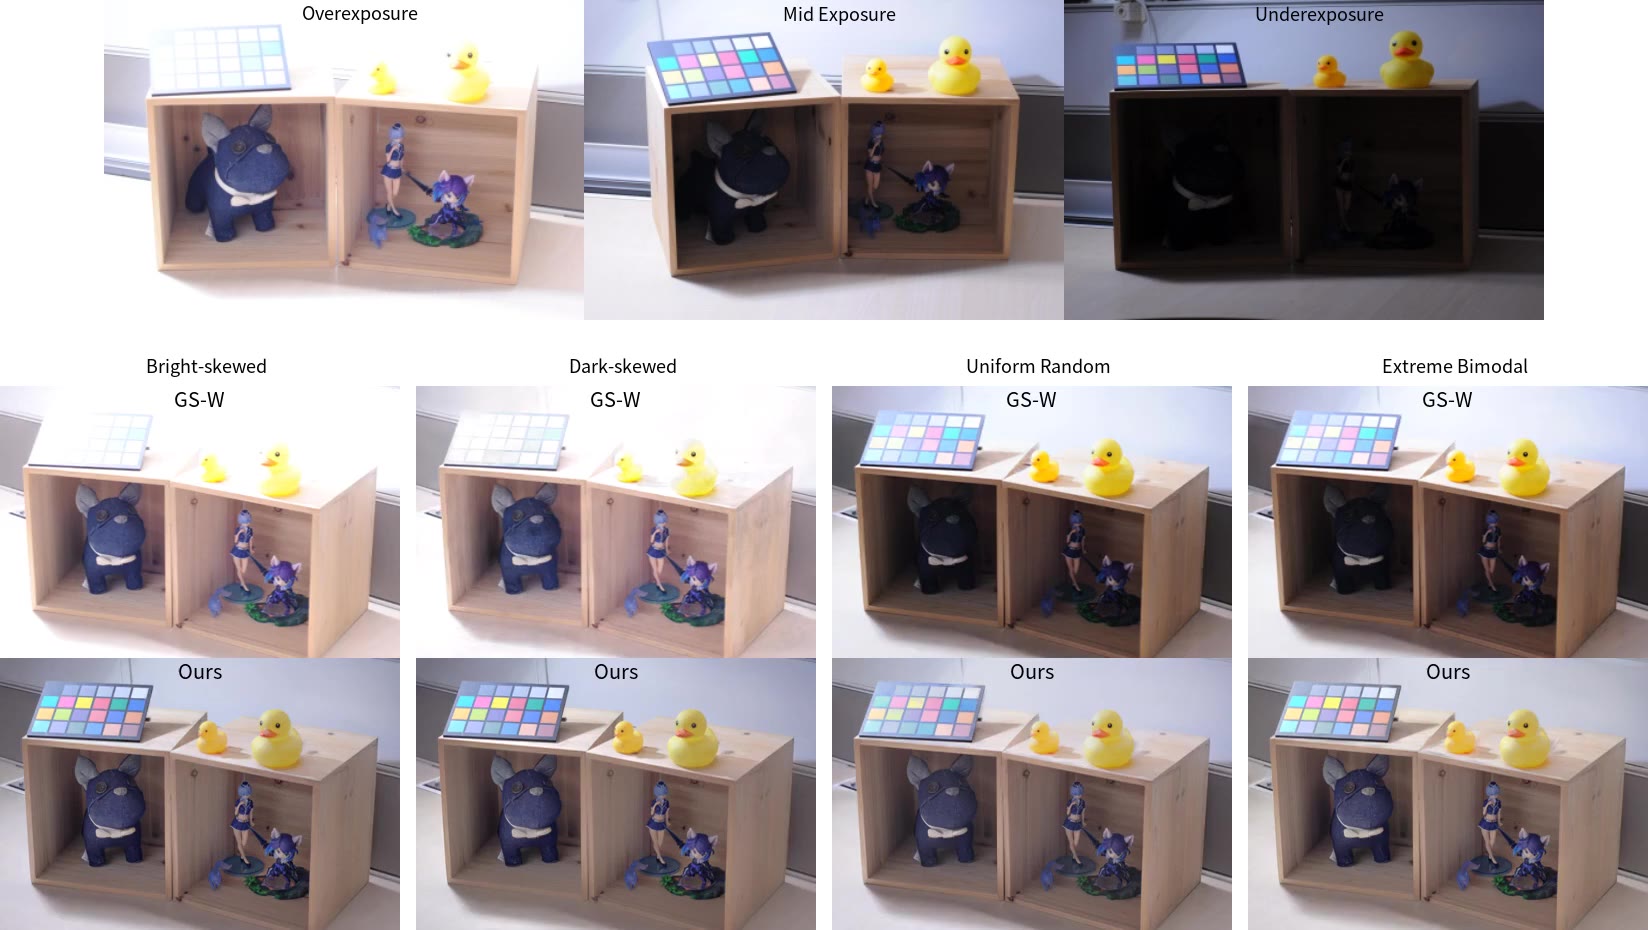 Overexposure
Mid Exposure
Underexposure
Bright-skewed
Dark-skewed
Uniform Random
Extreme Bimodal
GS-W
GS-W
GS-W
GS-W
Ours
Ours
Ours
Ours